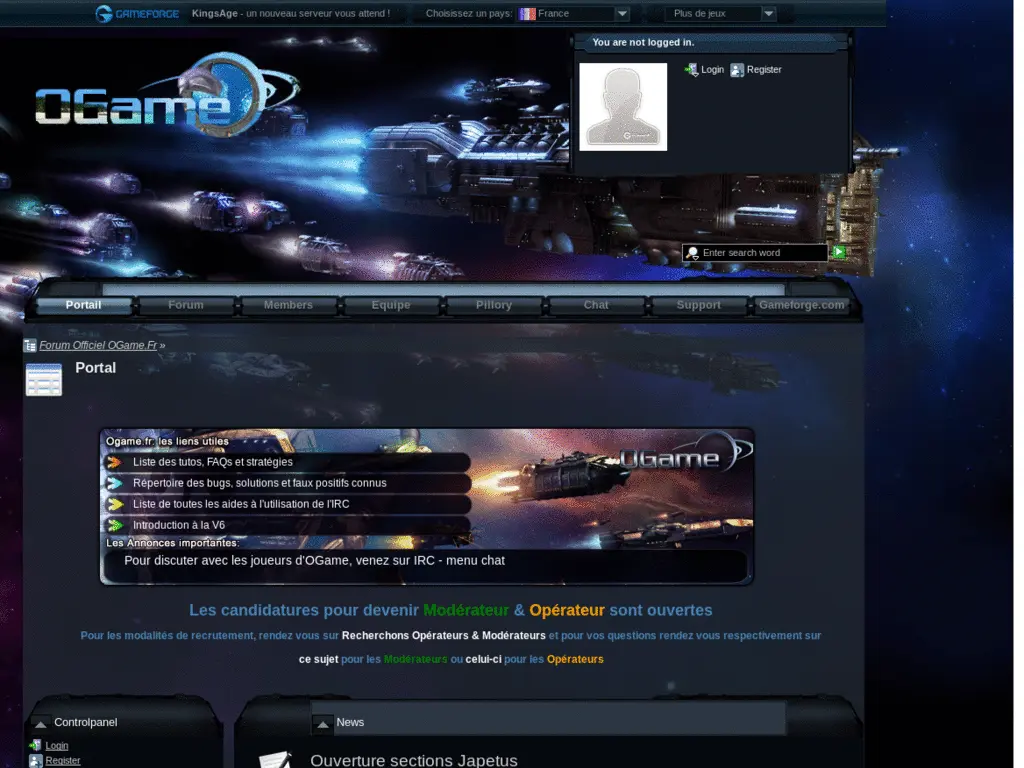 GAMEFORGE KingsAge - un nouveau serveur vous attend ! Choisissez un pays: France Plus de jeux
You are not logged in.
Login Register
OGame
Enter search word
Portail Forum Members Equipe Pillory Chat Support Gameforge.com
Forum Officiel OGame.Fr »
Portal
Ogame.fr: les liens utiles
OGame
Liste des tutos, FAQs et stratégies
Répertoire des bugs, solutions et faux positifs connus
Liste de toutes les aides à l'utilisation de l'IRC
Introduction à la V6
Les Annonces importantes:
Pour discuter avec les joueurs d'OGame, venez sur IRC - menu chat
Les candidatures pour devenir Modérateur & Opérateur sont ouvertes
Pour les modalités de recrutement, rendez vous sur Recherchons Opérateurs & Modérateurs et pour vos questions rendez vous respectivement sur
ce sujet pour les Modérateurs ou celui-ci pour les Opérateurs
Controlpanel
News
Login
Register
Ouverture sections Japetus